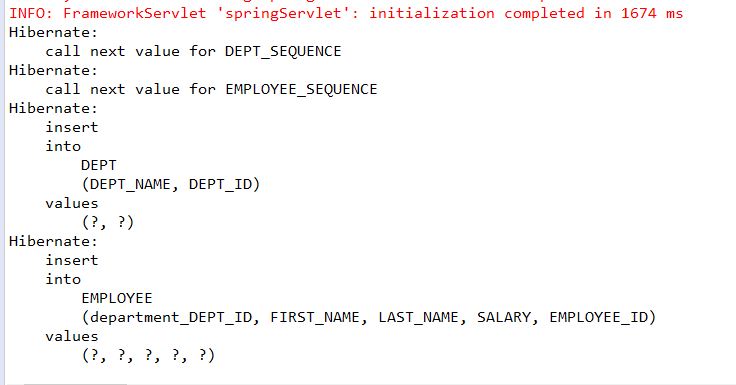 INFO: FrameworkServlet 'springServlet': initialization completed in 1674 ms
Hibernate:
    call next value for DEPT_SEQUENCE
Hibernate:
    call next value for EMPLOYEE_SEQUENCE
Hibernate:
    insert
    into
        DEPT
        (DEPT_NAME, DEPT_ID)
    values
        (?, ?)
Hibernate:
    insert
    into
        EMPLOYEE
        (department_DEPT_ID, FIRST_NAME, LAST_NAME, SALARY, EMPLOYEE_ID)
    values
        (?, ?, ?, ?, ?)